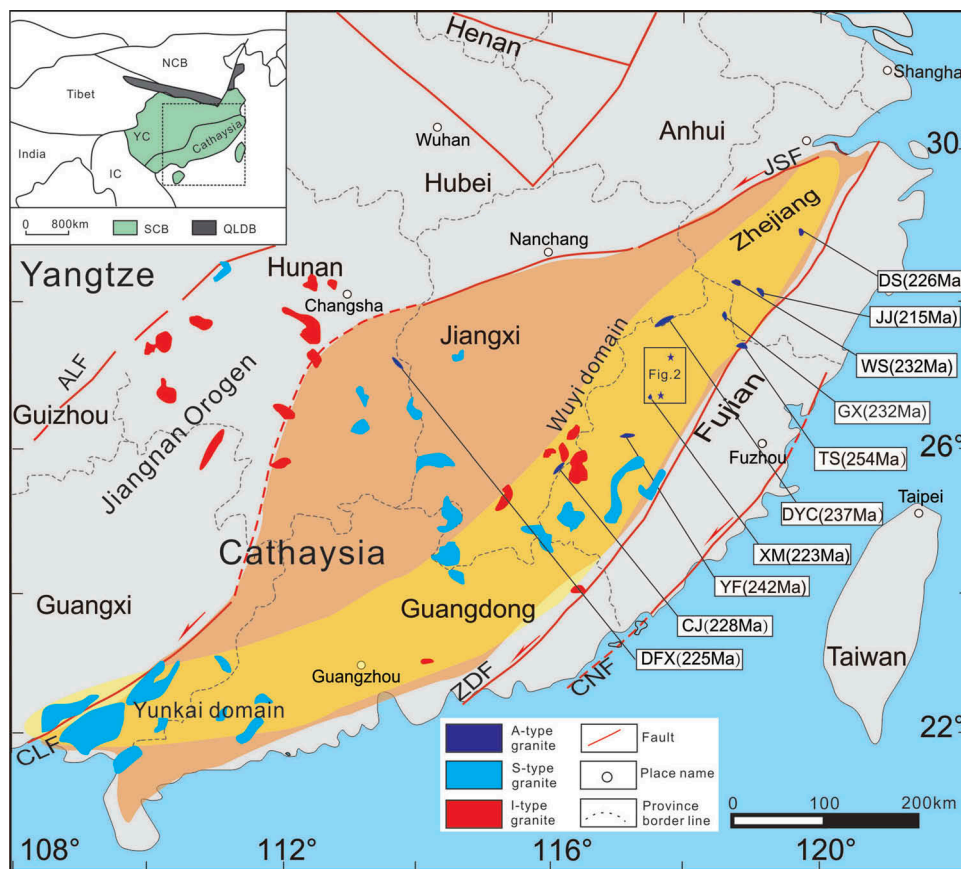 NCB
Tibet
YC
Cathaysia
India
IC
0 800km
SCB
QLDB
Henan
Shangha
Wuhan
Anhui
30
Hubei
JSF
Zhejiang
Nanchang
Yangtze
Hunan
Changsha
DS(226Ma
Jiangxi
JJ(215Ma)
ALF
Wuyi domain
Fig.2
WS(232Ma)
Guizhou
Jiangnan Orogen
Fujian
GX(232Ma)
Fuzhou
26°
TS(254Ma)
Taipei
DYC(237Ma)
Cathaysia
XM(223Ma)
Guangxi
Guangdong
YF(242Ma)
CJ(228Ma)
Guangzhou
ZDF
CNF
DFX(225Ma)
Taiwan
Yunkai domain
CLF
22°
A-type
granite
Fault
S-type
granite
Place name
I-type
granite
Province
border line
0 100 200km
108° 112° 116° 120°